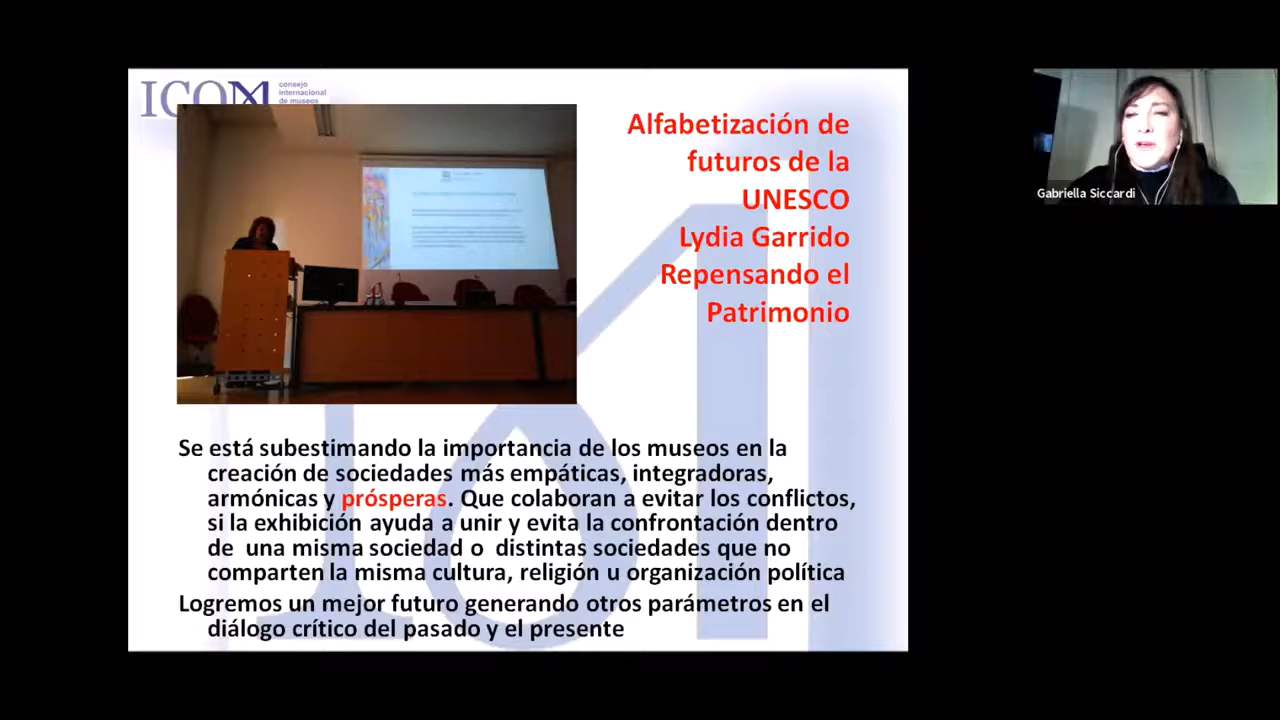 ICOM
consejo
internacional
de museos
Alfabetización de
futuros de la
UNESCO
Lydia Garrido
Repensando el
Patrimonio
Gabriella Siccardi
Se está subestimando la importancia de los museos en la
creación de sociedades más empáticas, integradoras,
armónicas y prósperas. Que colaboran a evitar los conflictos,
si la exhibición ayuda a unir y evita la confrontación dentro
de una misma sociedad o distintas sociedades que no
comparten la misma cultura, religión u organización política
Logremos un mejor futuro generando otros parámetros en el
diálogo crítico del pasado y el presente